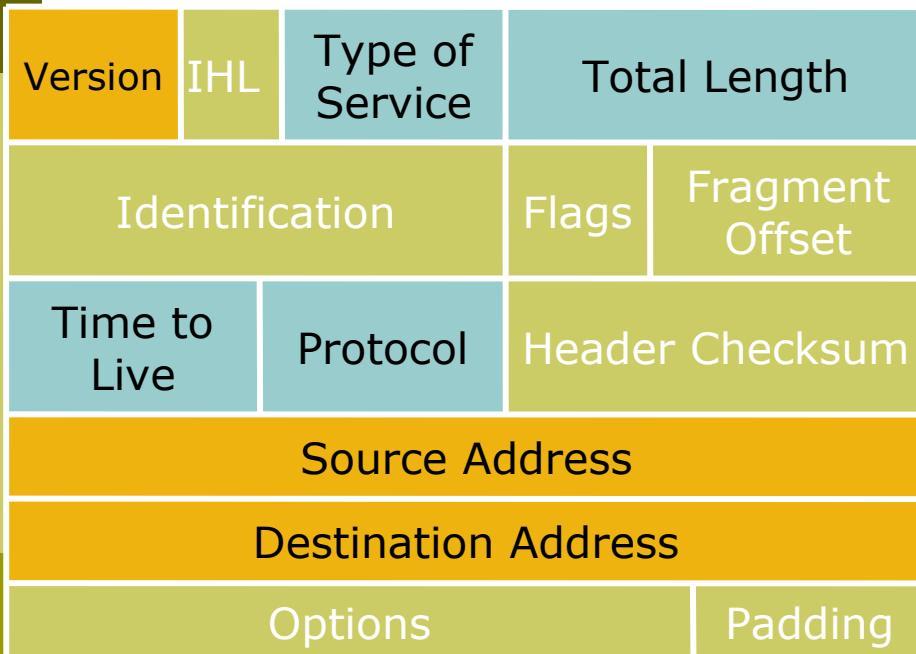 Version
IHL
Type of
Service
Total Length
Identification
Flags
Fragment
Offset
Time to
Live
Protocol
Header Checksum
Source Address
Destination Address
Options
Padding